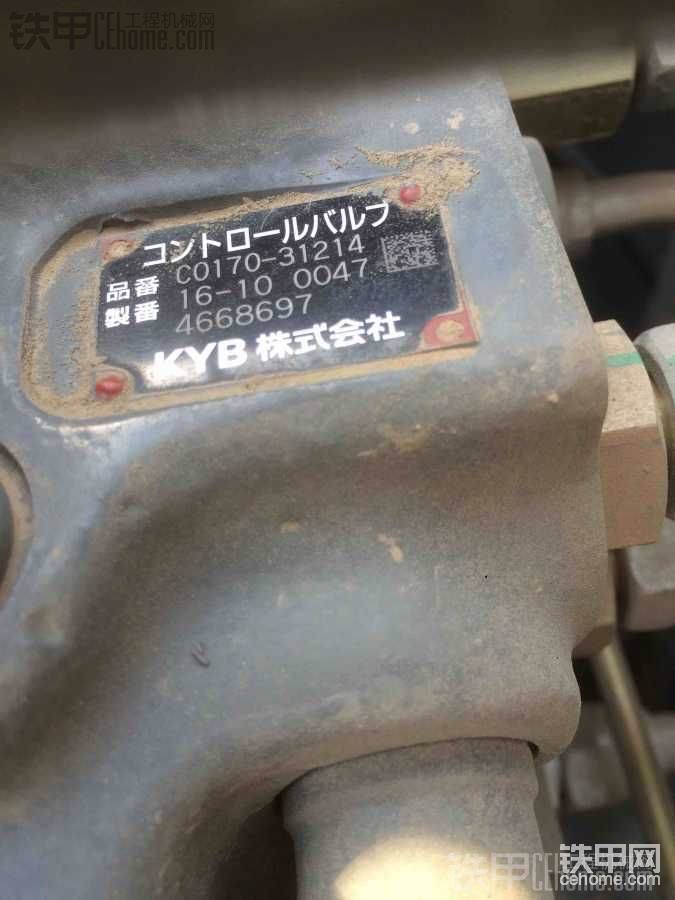 铁甲工程机械网
CEhome.com
コントロールバルブ
品番 C0170-31214
製番 16-10 0047
4668697
KYB 株式会社
铁甲网
cehome.com